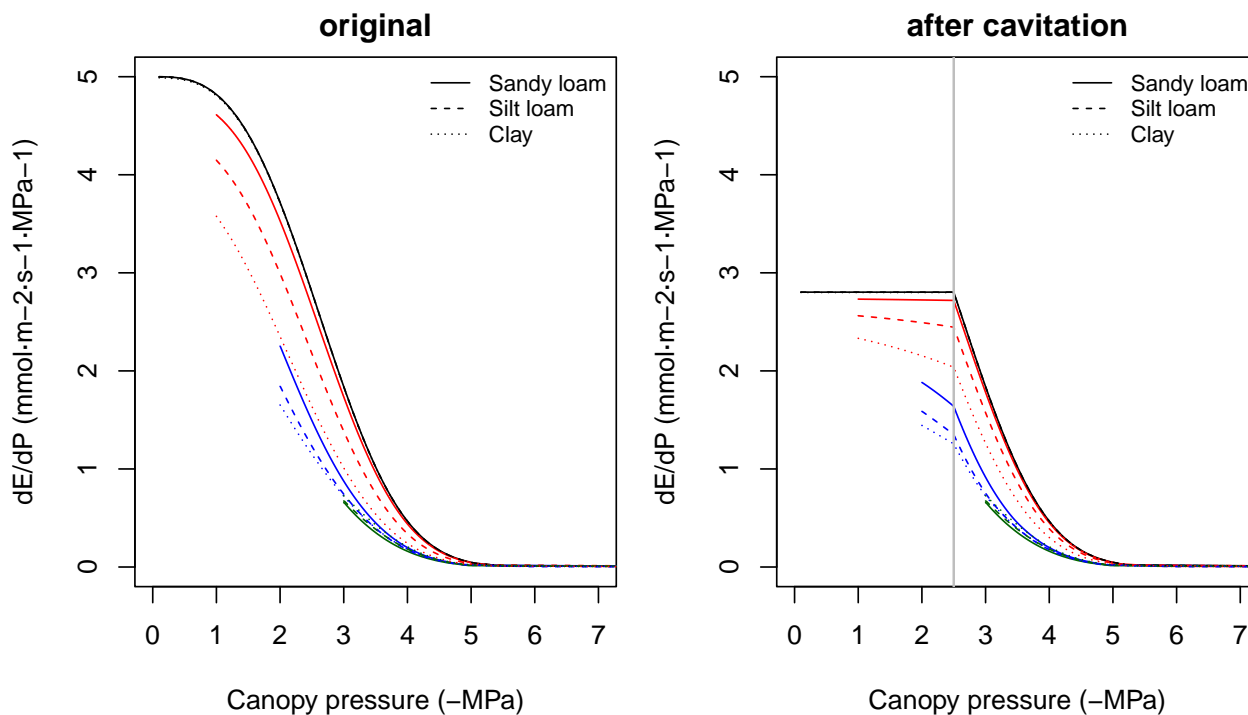 original
after cavitation
dE/dP (mmol·m−2·s−1·MPa−1)
5
4
3
2
1
0
Sandy loam
Silt loam
Clay
0 1 2 3 4 5 6 7
Canopy pressure (−MPa)
dE/dP (mmol·m−2·s−1·MPa−1)
5
4
3
2
1
0
Sandy loam
Silt loam
Clay
0 1 2 3 4 5 6 7
Canopy pressure (−MPa)